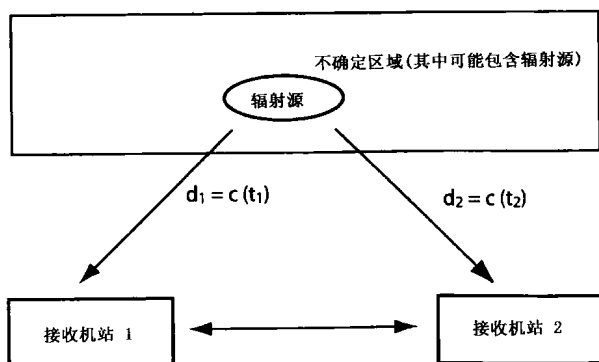 不确定区域(其中可能包含辐射源)
辐射源
d₁ = c (t₁)
d₂ = c (t₂)
接收机站 1
接收机站 2